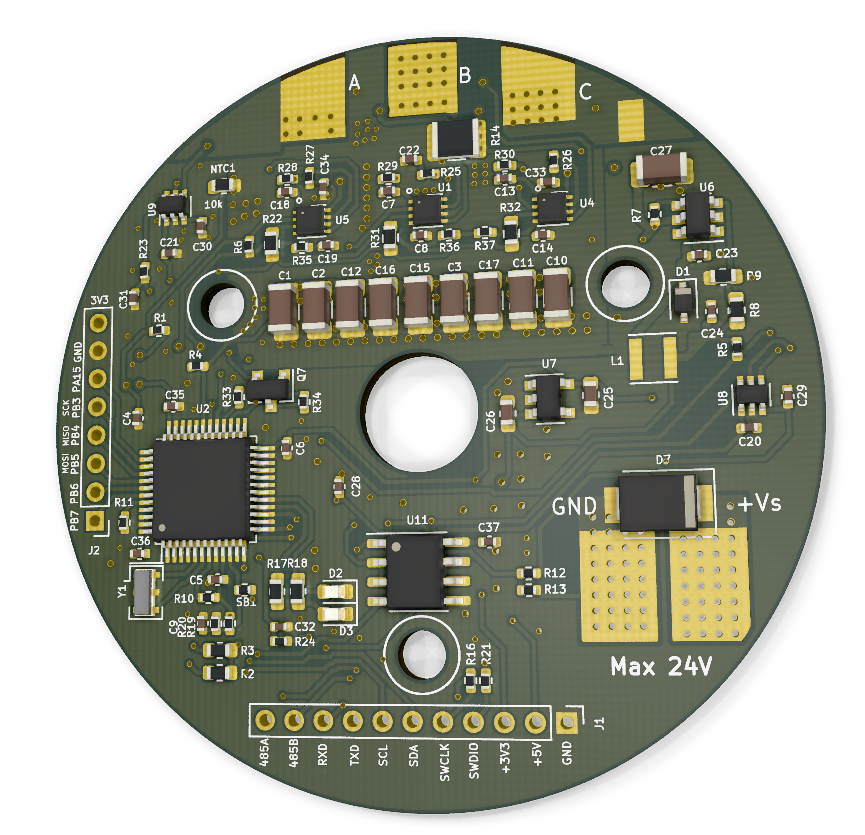 A
B
C
R14
C22
R27
R28
C34
R29
R25
R30
R26
C27
NTC1
10k
C18
C7
U1
C13
C33
U9
R22
U5
R32
U4
R7
U6
C30
R6
R35
C19
R31
C8
R36
R37
C14
C21
R23
C23
D1
R9
C1
C2
C12
C16
C15
C3
C17
C11
C10
C31
3V3
R1
C24
R8
GND
R4
L1
R5
PA15
Q7
U7
SCK
PB3
C35
U2
R33
R34
C26
C25
U8
C29
C4
MISO
PB4
C20
C6
MOSI
PB5
D7
PB6
C28
GND
+Vs
PB7
R11
U11
J2
C36
C37
Y1
C5
R17
R18
D2
R12
R10
SB1
R13
C9
R20
R19
C32
D3
R24
R3
R16
R21
Max 24V
R2
J1
485A
485B
RXD
TXD
SCL
SDA
SWCLK
SWDIO
+3V3
+5V
GND